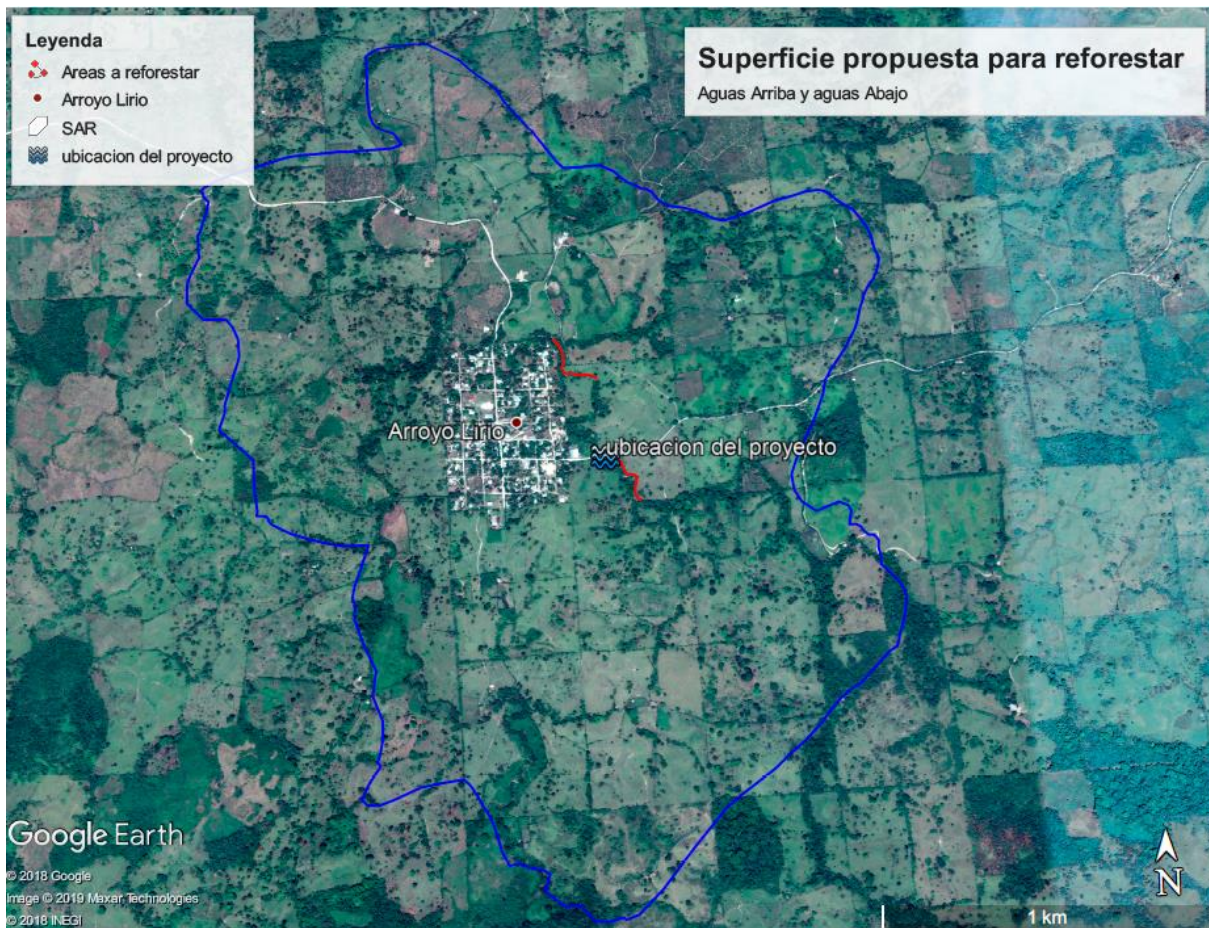 Leyenda
Areas a reforestar
Arroyo Lirio
SAR
ubicacion del proyecto
Superficie propuesta para reforestar
Aguas Arriba y aguas Abajo
Arroyo Lirio
ubicacion del proyecto
Google Earth
© 2018 Google
Image © 2019 Maxar Technologies
© 2018 INEGI
N
1 km